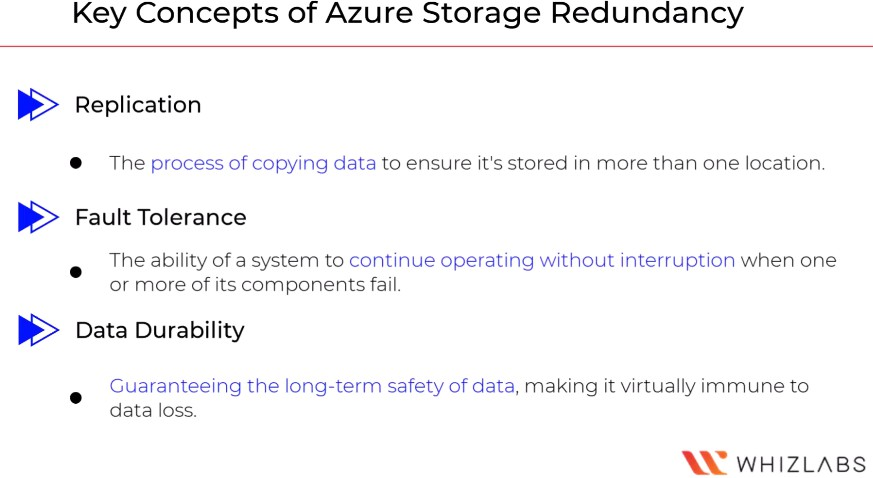 Key Concepts of Azure Storage Redundancy
Replication
The process of copying data to ensure it's stored in more than one location.
Fault Tolerance
The ability of a system to continue operating without interruption when one
or more of its components fail.
Data Durability
Guaranteeing the long-term safety of data, making it virtually immune to
data loss.
WHIZLABS